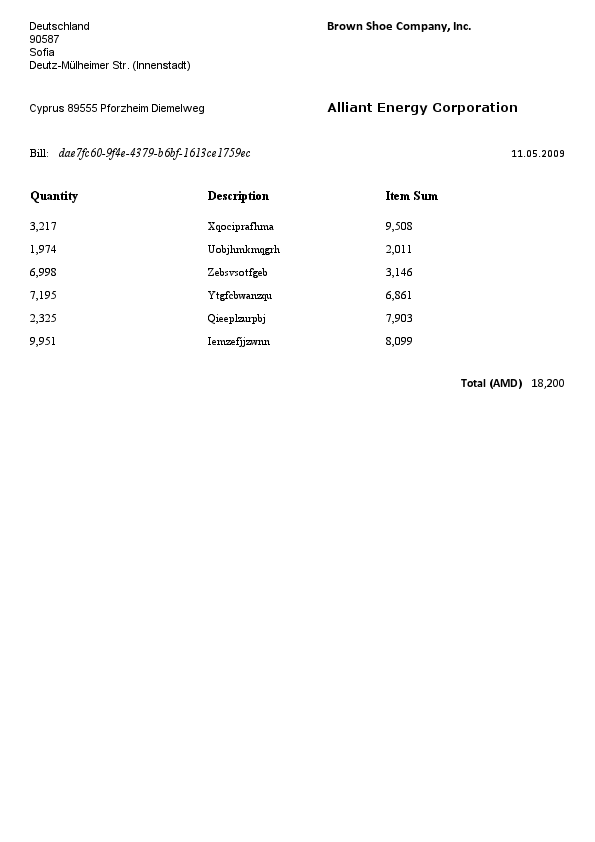 Deutschland
90587
Sofia
Deutz-Mülheimer Str. (Innenstadt)
Brown Shoe Company, Inc.
Cyprus 89555 Pforzheim Diemelweg
Alliant Energy Corporation
Bill: dae7fc60-9f4e-4379-b6bf-1613ce1759ec
11.05.2009
Quantity Description Item Sum
3,217 Xqociprafhma 9,508
1,974 Uobjhmkmqgrh 2,011
6,998 Zebsvsotfgeb 3,146
7,195 Ytgfcbwanzqu 6,861
2,325 Qieeplzurpbj 7,903
9,951 Iemzefjjzwnn 8,099
Total (AMD) 18,200